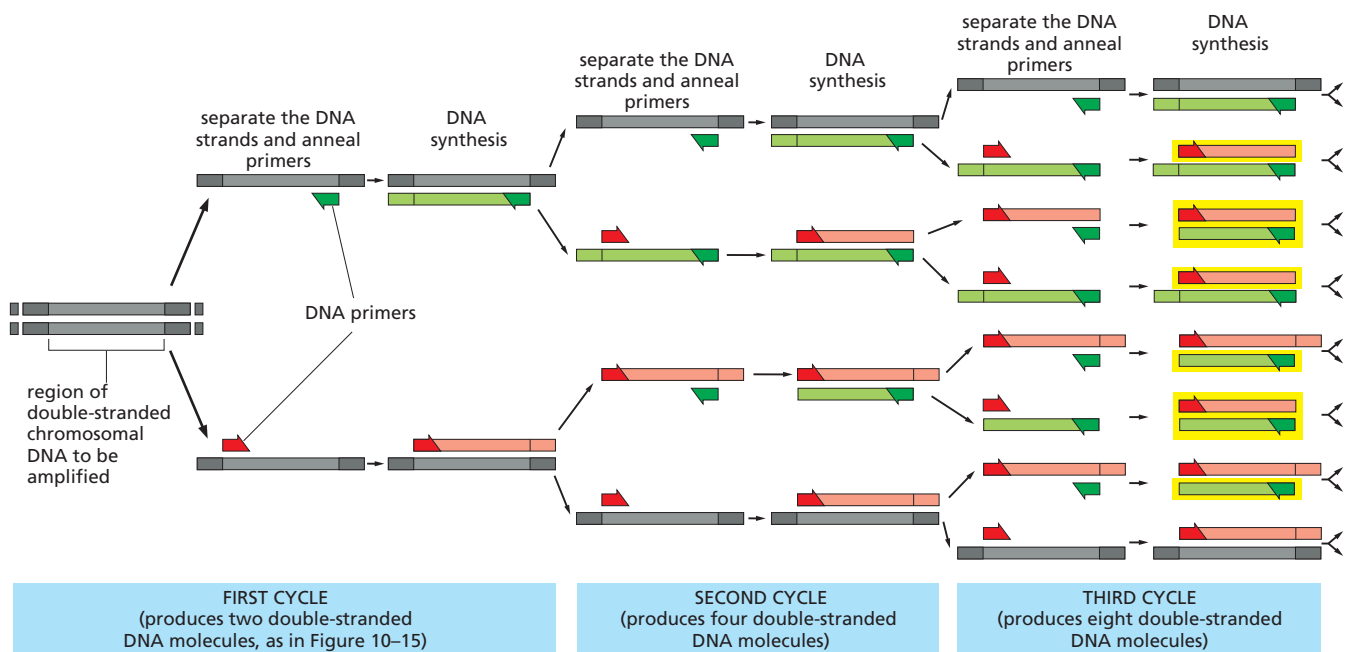 separate the DNA
strands and anneal
primers
DNA
synthesis
separate the DNA
strands and anneal
primers
DNA
synthesis
separate the DNA
strands and anneal
primers
DNA
synthesis
DNA primers
region of
double-stranded
chromosomal
DNA to be
amplified
FIRST CYCLE
(produces two double-stranded
DNA molecules, as in Figure 10–15)
SECOND CYCLE
(produces four double-stranded
DNA molecules)
THIRD CYCLE
(produces eight double-stranded
DNA molecules)